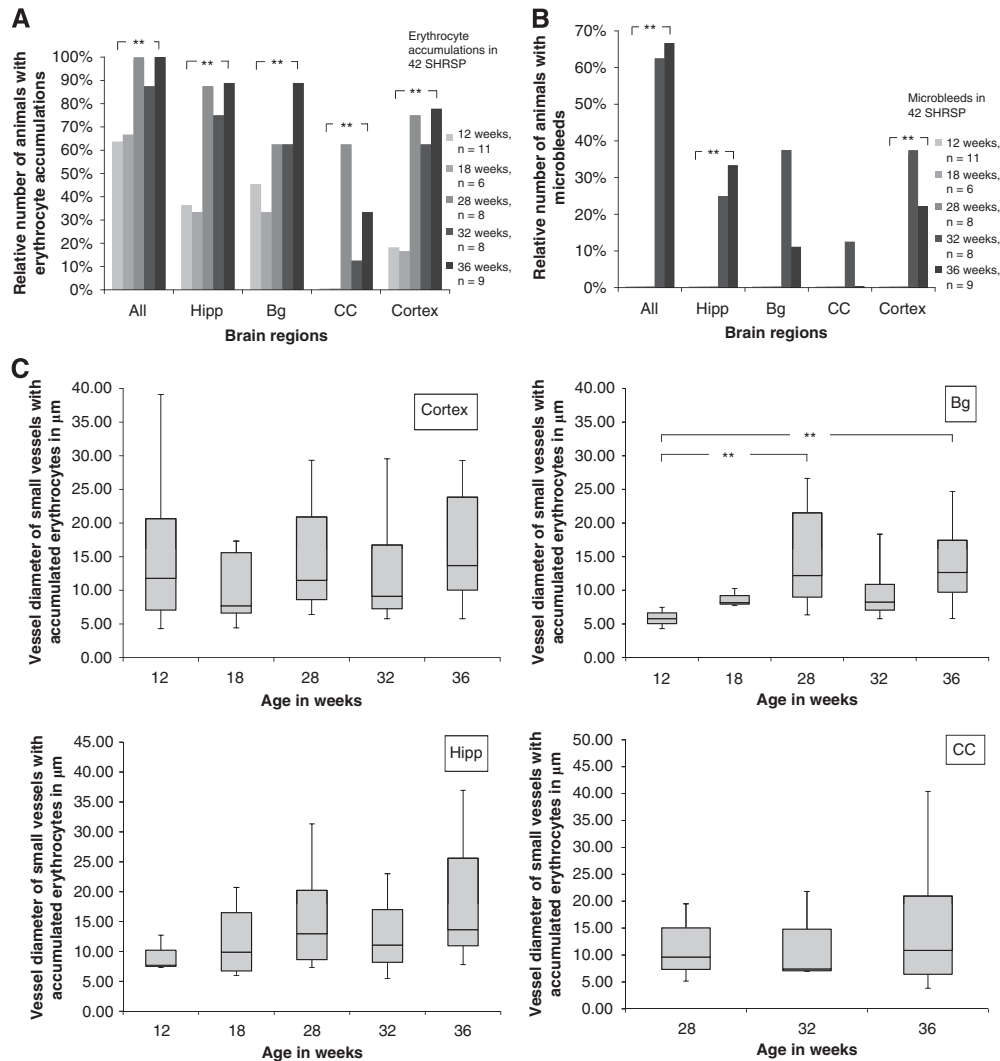 A
Relative number of animals with
erythrocyte accumulations
Erythrocyte
accumulations in
42 SHRSP
100%
90%
80%
70%
60%
50%
40%
30%
20%
10%
0%
**
**
**
**
**
All
Hipp
Bg
CC
Cortex
Brain regions
12 weeks,
n = 11
18 weeks,
n = 6
28 weeks,
n = 8
32 weeks,
n = 8
36 weeks,
n = 9
B
Relative number of animals with
microbleeds
70%
60%
50%
40%
30%
20%
10%
0%
**
**
**
Microbleeds in
42 SHRSP
12 weeks,
n = 11
18 weeks,
n = 6
28 weeks,
n = 8
32 weeks,
n = 8
36 weeks,
n = 9
All
Hipp
Bg
CC
Cortex
Brain regions
C
Vessel diameter of small vessels with
accumulated erythrocytes in μm
40.00
35.00
30.00
25.00
20.00
15.00
10.00
5.00
0.00
Cortex
12
18
28
32
36
Age in weeks
Vessel diameter of small vessels with
accumulated erythrocytes in μm
40.00
35.00
30.00
25.00
20.00
15.00
10.00
5.00
0.00
Bg
**
**
12
18
28
32
36
Age in weeks
Vessel diameter of small vessels with
accumulated erythrocytes in μm
45.00
40.00
35.00
30.00
25.00
20.00
15.00
10.00
5.00
0.00
Hipp
12
18
28
32
36
Age in weeks
Vessel diameter of small vessels with
accumulated erythrocytes in μm
50.00
45.00
40.00
35.00
30.00
25.00
20.00
15.00
10.00
5.00
0.00
CC
28
32
36
Age in weeks